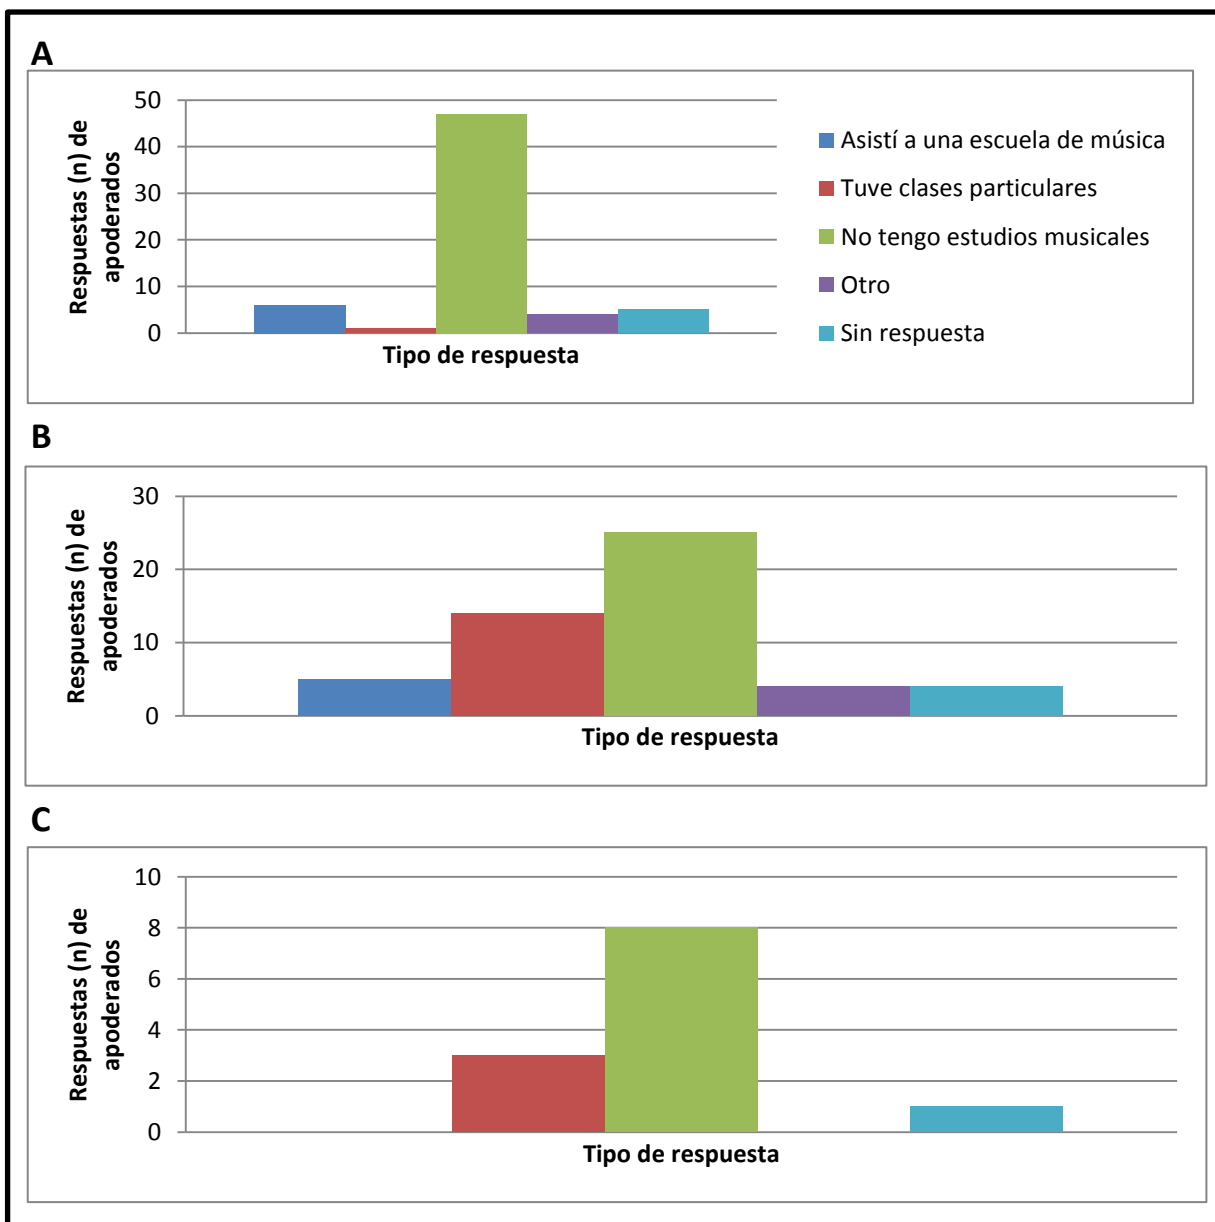 A
Respuestas (n) de
apoderados
50
40
30
20
10
0
Tipo de respuesta
Asistí a una escuela de música
Tuve clases particulares
No tengo estudios musicales
Otro
Sin respuesta
B
Respuestas (n) de
apoderados
30
20
10
0
Tipo de respuesta
C
Respuestas (n) de
apoderados
10
8
6
4
2
0
Tipo de respuesta